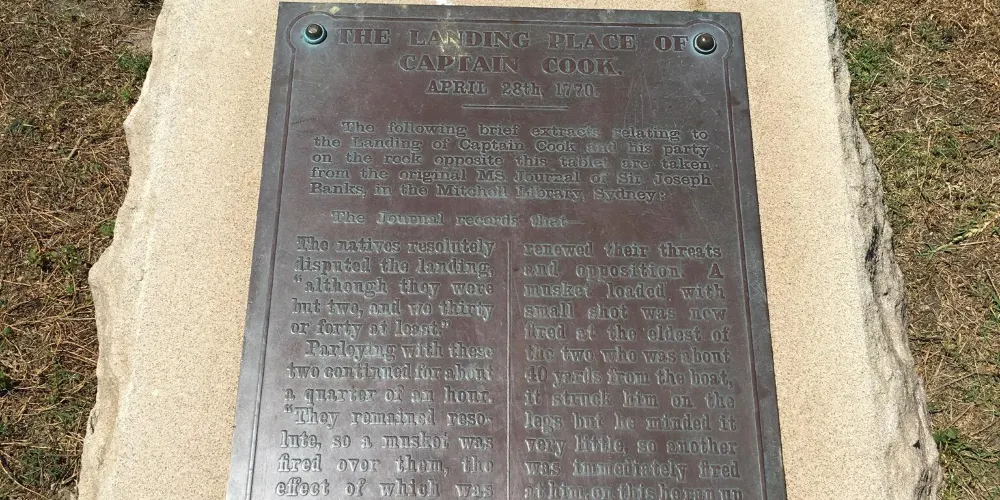 THE LANDING PLACE OF
CAPTAIN COOK.
APRIL 28th, 1770.
The following brief extracts relating to
the Landing of Captain Cook and his party
on the rock opposite this tablet are taken
from the original MS. Journal of Sir Joseph
Banks, in the Mitchell Library, Sydney:
The Journal records that—
The natives resolutely
disputed the landing,
"although they were
but two, and we thirty
or forty at least."
Parleying with these
two continued for about
a quarter of an hour.
"They remained reso-
lute, so a musket was
fired over them, the
effect of which was
renewed their threats
and opposition. A
musket loaded with
small shot was now
fired at the eldest of
the two who was about
40 yards from the boat,
it struck him on the
legs but he minded it
very little, so another
was immediately fired
at him, on this he ran up